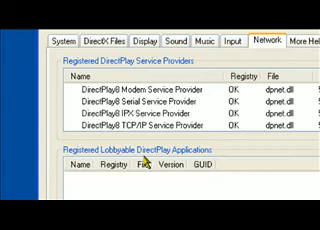 System DirectX Files Display Sound Music Input Network More Hel
Registered DirectPlay Service Providers
Name Registry File
DirectPlay8 Modem Service Provider OK dpnet.dll
DirectPlay8 Serial Service Provider OK dpnet.dll
DirectPlay8 IPX Service Provider OK dpnet.dll
DirectPlay8 TCP/IP Service Provider OK dpnet.dll
Registered Lobbyable DirectPlay Applications
Name Registry File Version GUID